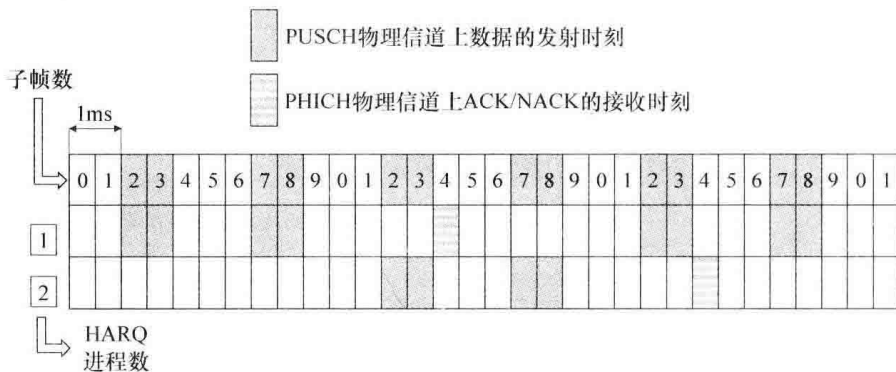 PUSCH物理信道上数据的发射时刻
子帧数
PHICH物理信道上ACK/NACK的接收时刻
1ms
0 1 2 3 4 5 6 7 8 9 0 1 2 3 4 5 6 7 8 9 0 1 2 3 4 5 6 7 8 9 0 1
1
2
HARQ
进程数